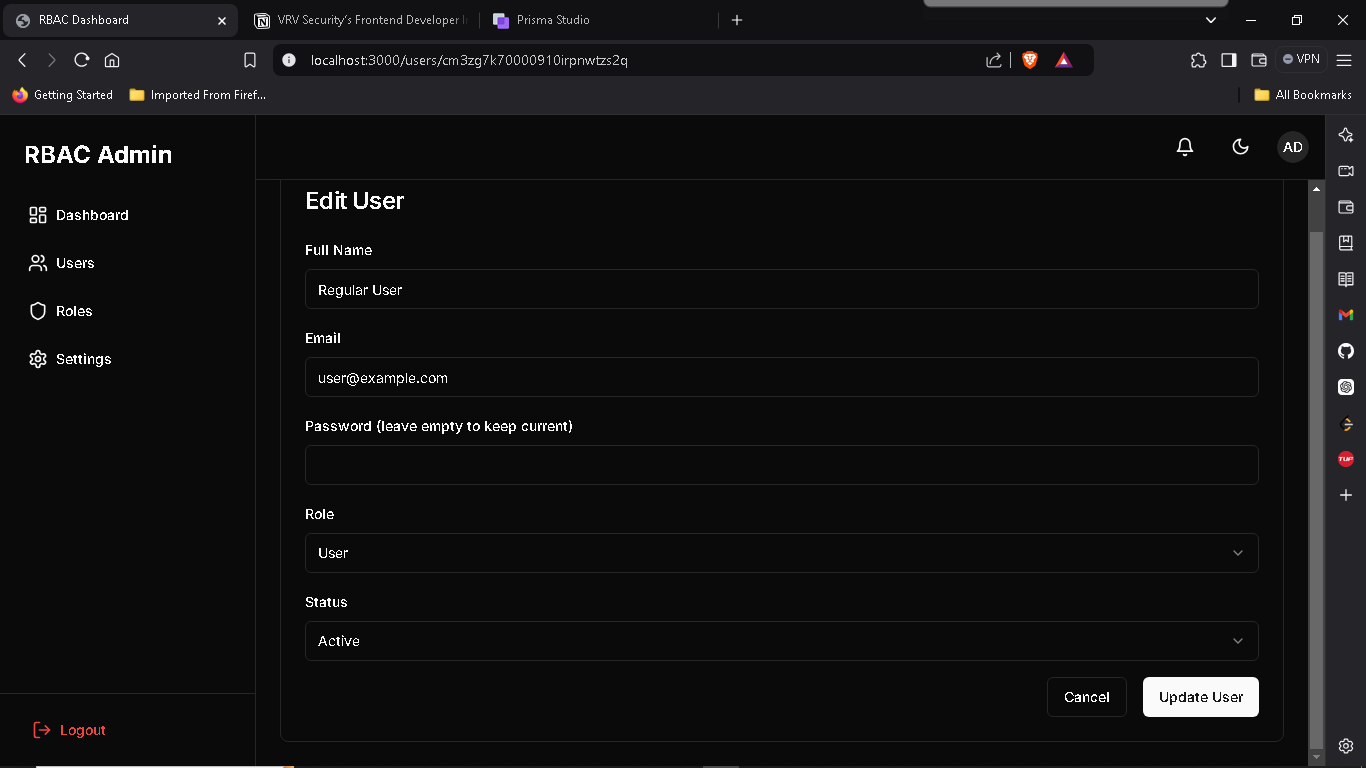 RBAC Dashboard
VRV Security's Frontend Developer I
Prisma Studio
localhost:3000/users/cm3zg7k70000910irpnwtzs2q
VPN
Getting Started
Imported From Firef...
All Bookmarks
RBAC Admin
AD
Dashboard
Users
Roles
Settings
Logout
Edit User
Full Name
Regular User
Email
user@example.com
Password (leave empty to keep current)
Role
User
Status
Active
Cancel
Update User
TUF